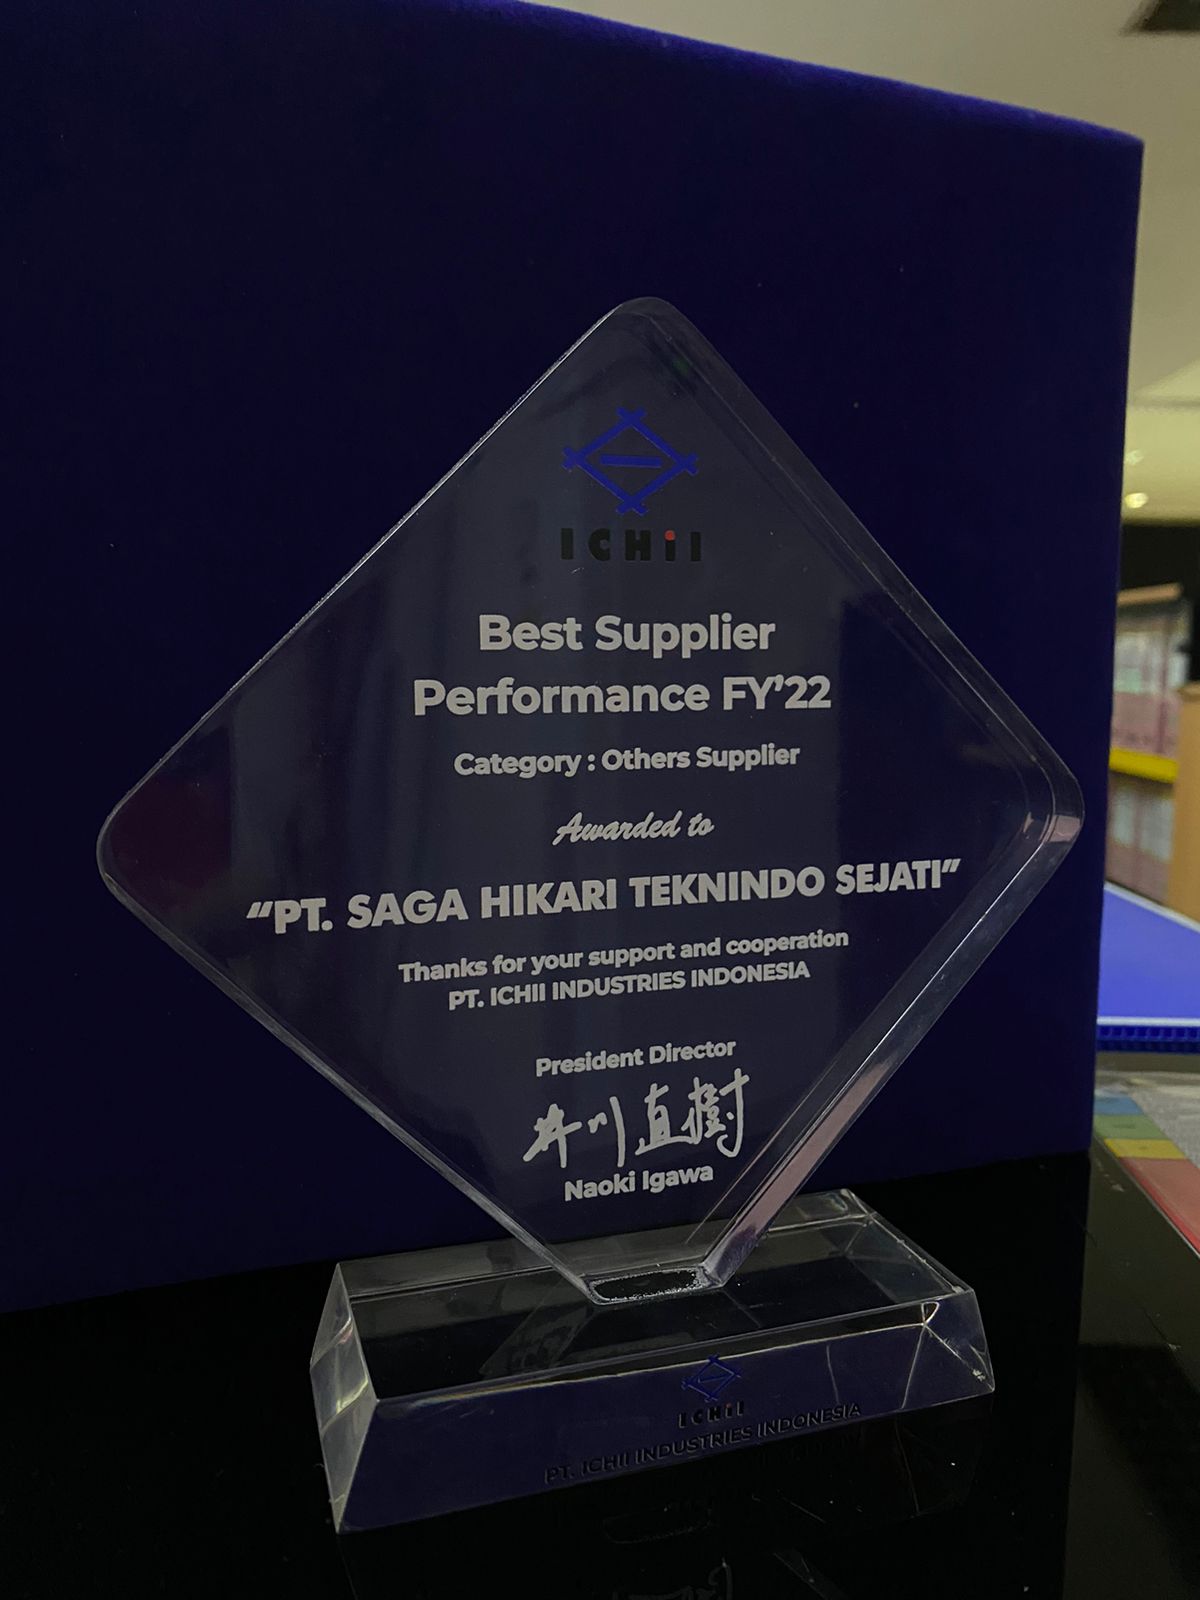 ICHiI
Best Supplier
Performance FY'22
Category : Others Supplier
Awarded to
"PT. SAGA HIKARI TEKNINDO SEJATI"
Thanks for your support and cooperation
PT. ICHII INDUSTRIES INDONESIA
President Director
井川直樹
Naoki Igawa
ICHiI
PT. ICHII INDUSTRIES INDONESIA